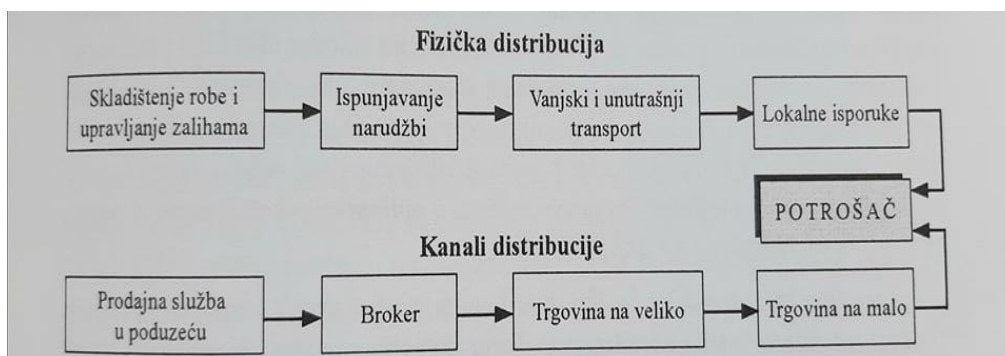 Fizička distribucija
Skladištenje robe i
upravljanje zalihama
Ispunjavanje
narudžbi
Vanjski i unutrašnji
transport
Lokalne isporuke
POTROŠAČ
Kanali distribucije
Prodajna služba
u poduzeću
Broker
Trgovina na veliko
Trgovina na malo